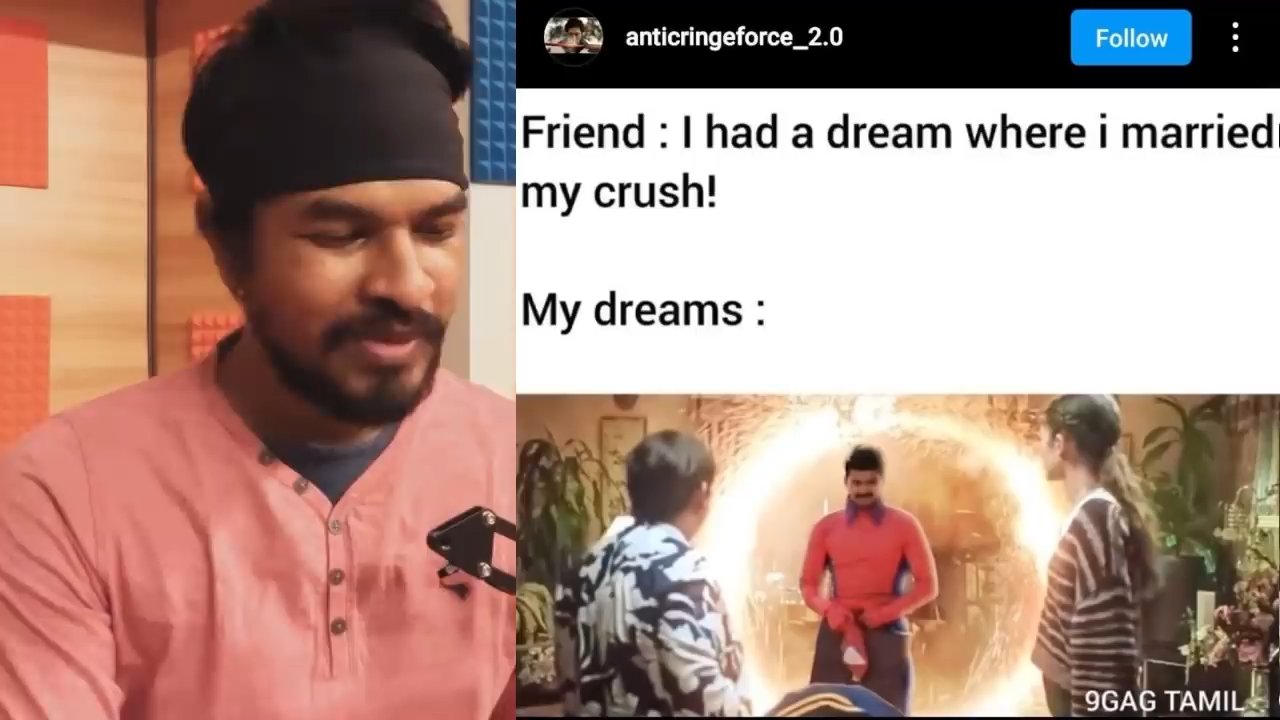 anticringeforce_2.0
Follow
Friend : I had a dream where i married
my crush!
My dreams :
9GAG TAMIL